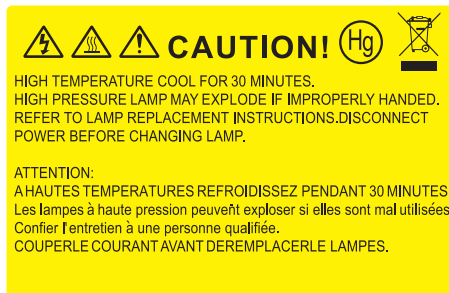 CAUTION! Hg
HIGH TEMPERATURE COOL FOR 30 MINUTES.
HIGH PRESSURE LAMP MAY EXPLODE IF IMPROPERLY HANDED.
REFER TO LAMP REPLACEMENT INSTRUCTIONS.DISCONNECT
POWER BEFORE CHANGING LAMP.
ATTENTION:
A HAUTES TEMPERATURES REFROIDISSEZ PENDANT 30 MINUTES
Les lampes à haute pression peuvent exploser si elles sont mal utilisées
Confier l'entretien à une personne qualifiée.
COUPERLE COURANT AVANT DEREMPLACERLE LAMPES.